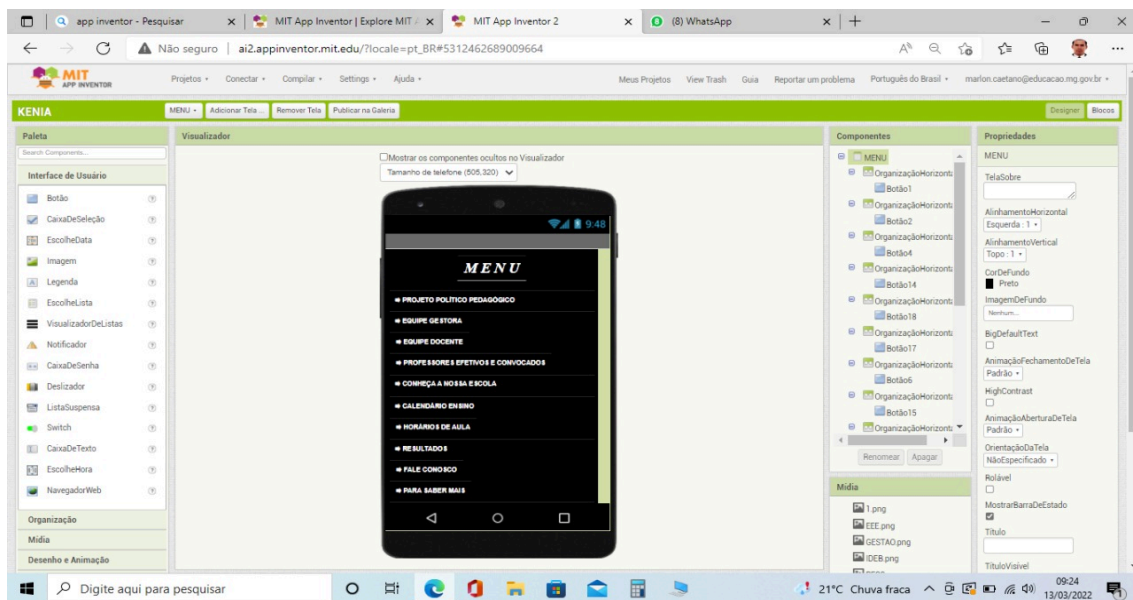 app inventor - Pesquisar
MIT App Inventor | Explore MIT A
MIT App Inventor 2
(8) WhatsApp
Não seguro | ai2.appinventor.mit.edu/?locale=pt_BR#5312462689009664
MIT
APP INVENTOR
Projetos Conectar Compilar Settings Ajuda
Meus Projetos View Trash Guia Reportar um problema Português do Brasil marlon.caetano@educacao.mg.gov.br
KENIA
MENU Adicionar Tela ... Remover Tela Publicar na Galeria
Designer Blocos
Paleta
Search Components...
Interface de Usuário
Botão
CaixaDeSeleção
EscolheData
Imagem
Legenda
EscolheLista
VisualizadorDeListas
Notificador
CaixaDeSenha
Deslizador
ListaSuspensa
Switch
CaixaDeTexto
EscolheHora
NavegadorWeb
Organização
Mídia
Desenho e Animação
Visualizador
Mostrar os componentes ocultos no Visualizador
Tamanho de telefone (505,320)
9:48
MENU
➡ PROJETO POLÍTICO PEDAGÓGICO
➡ EQUIPE GESTORA
➡ EQUIPE DOCENTE
➡ PROFESSORES EFETIVOS E CONVOCADOS
➡ CONHEÇA A NOSSA ESCOLA
➡ CALENDÁRIO ENSINO
➡ HORÁRIOS DE AULA
➡ RESULTADOS
➡ FALE CONOSCO
➡ PARA SABER MAIS
Componentes
MENU
OrganizaçãoHorizonta
Botão1
OrganizaçãoHorizonta
Botão2
OrganizaçãoHorizonta
Botão4
OrganizaçãoHorizonta
Botão14
OrganizaçãoHorizonta
Botão18
OrganizaçãoHorizonta
Botão17
OrganizaçãoHorizonta
Botão6
OrganizaçãoHorizonta
Botão15
OrganizaçãoHorizonta
Renomear Apagar
Mídia
1.png
EEE.png
GESTAO.png
IDEB.png
Propriedades
MENU
TelaSobre
AlinhamentoHorizontal
Esquerda : 1
AlinhamentoVertical
Topo : 1
CorDeFundo
Preto
ImagemDeFundo
Nenhum...
BigDefaultText
AnimaçãoFechamentoDeTela
Padrão
HighContrast
AnimaçãoAberturaDeTela
Padrão
OrientaçãoDaTela
NãoEspecificado
Rolável
MostrarBarraDeEstado
Título
TítuloVisível
Digite aqui para pesquisar
21°C Chuva fraca
09:24
13/03/2022